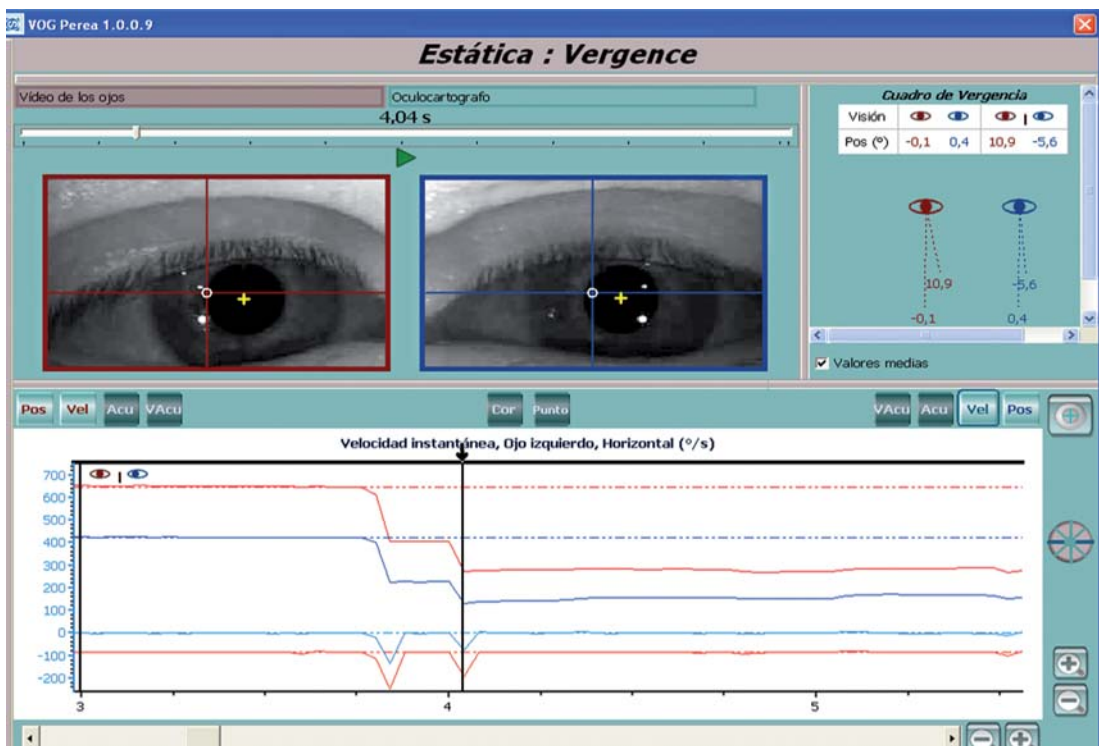 VOG Perea 1.0.0.9
Estática : Vergence
Vídeo de los ojos
Oculocartografo
4,04 s
Cuadro de Vergencia
Visión
Pos (º) -0,1 0,4 10,9 -5,6
10,9 -5,6
-0,1 0,4
Valores medias
Pos Vel Acu VAcu Cor Punto VAcu Acu Vel Pos
Velocidad instantánea, Ojo izquierdo, Horizontal (º/s)
700
600
500
400
300
200
100
0
-100
-200
3 4 5